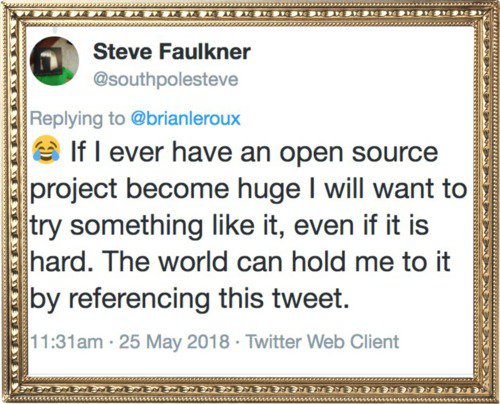 Steve Faulkner
@southpolesteve
Replying to @brianleroux
😂 If I ever have an open source
project become huge I will want to
try something like it, even if it is
hard. The world can hold me to it
by referencing this tweet.
11:31am · 25 May 2018 · Twitter Web Client